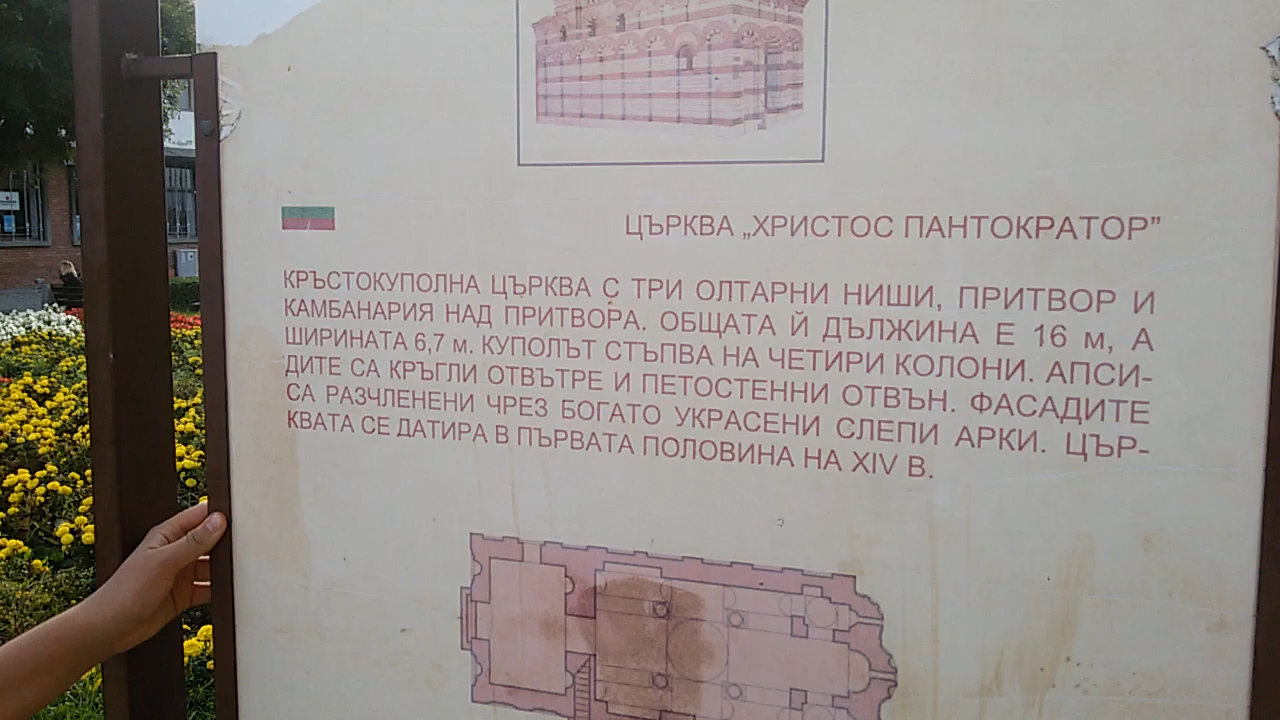 ЦЪРКВА „ХРИСТОС ПАНТОКРАТОР”
КРЪСТОКУПОЛНА ЦЪРКВА С ТРИ ОЛТАРНИ НИШИ, ПРИТВОР И
КАМБАНАРИЯ НАД ПРИТВОРА. ОБЩАТА Й ДЪЛЖИНА Е 16 м, А
ШИРИНАТА 6,7 м. КУПОЛЪТ СТЪПВА НА ЧЕТИРИ КОЛОНИ. АПСИ-
ДИТЕ СА КРЪГЛИ ОТВЪТРЕ И ПЕТОСТЕННИ ОТВЪН. ФАСАДИТЕ
СА РАЗЧЛЕНЕНИ ЧРЕЗ БОГАТО УКРАСЕНИ СЛЕПИ АРКИ. ЦЪР-
КВАТА СЕ ДАТИРА В ПЪРВАТА ПОЛОВИНА НА XIV В.